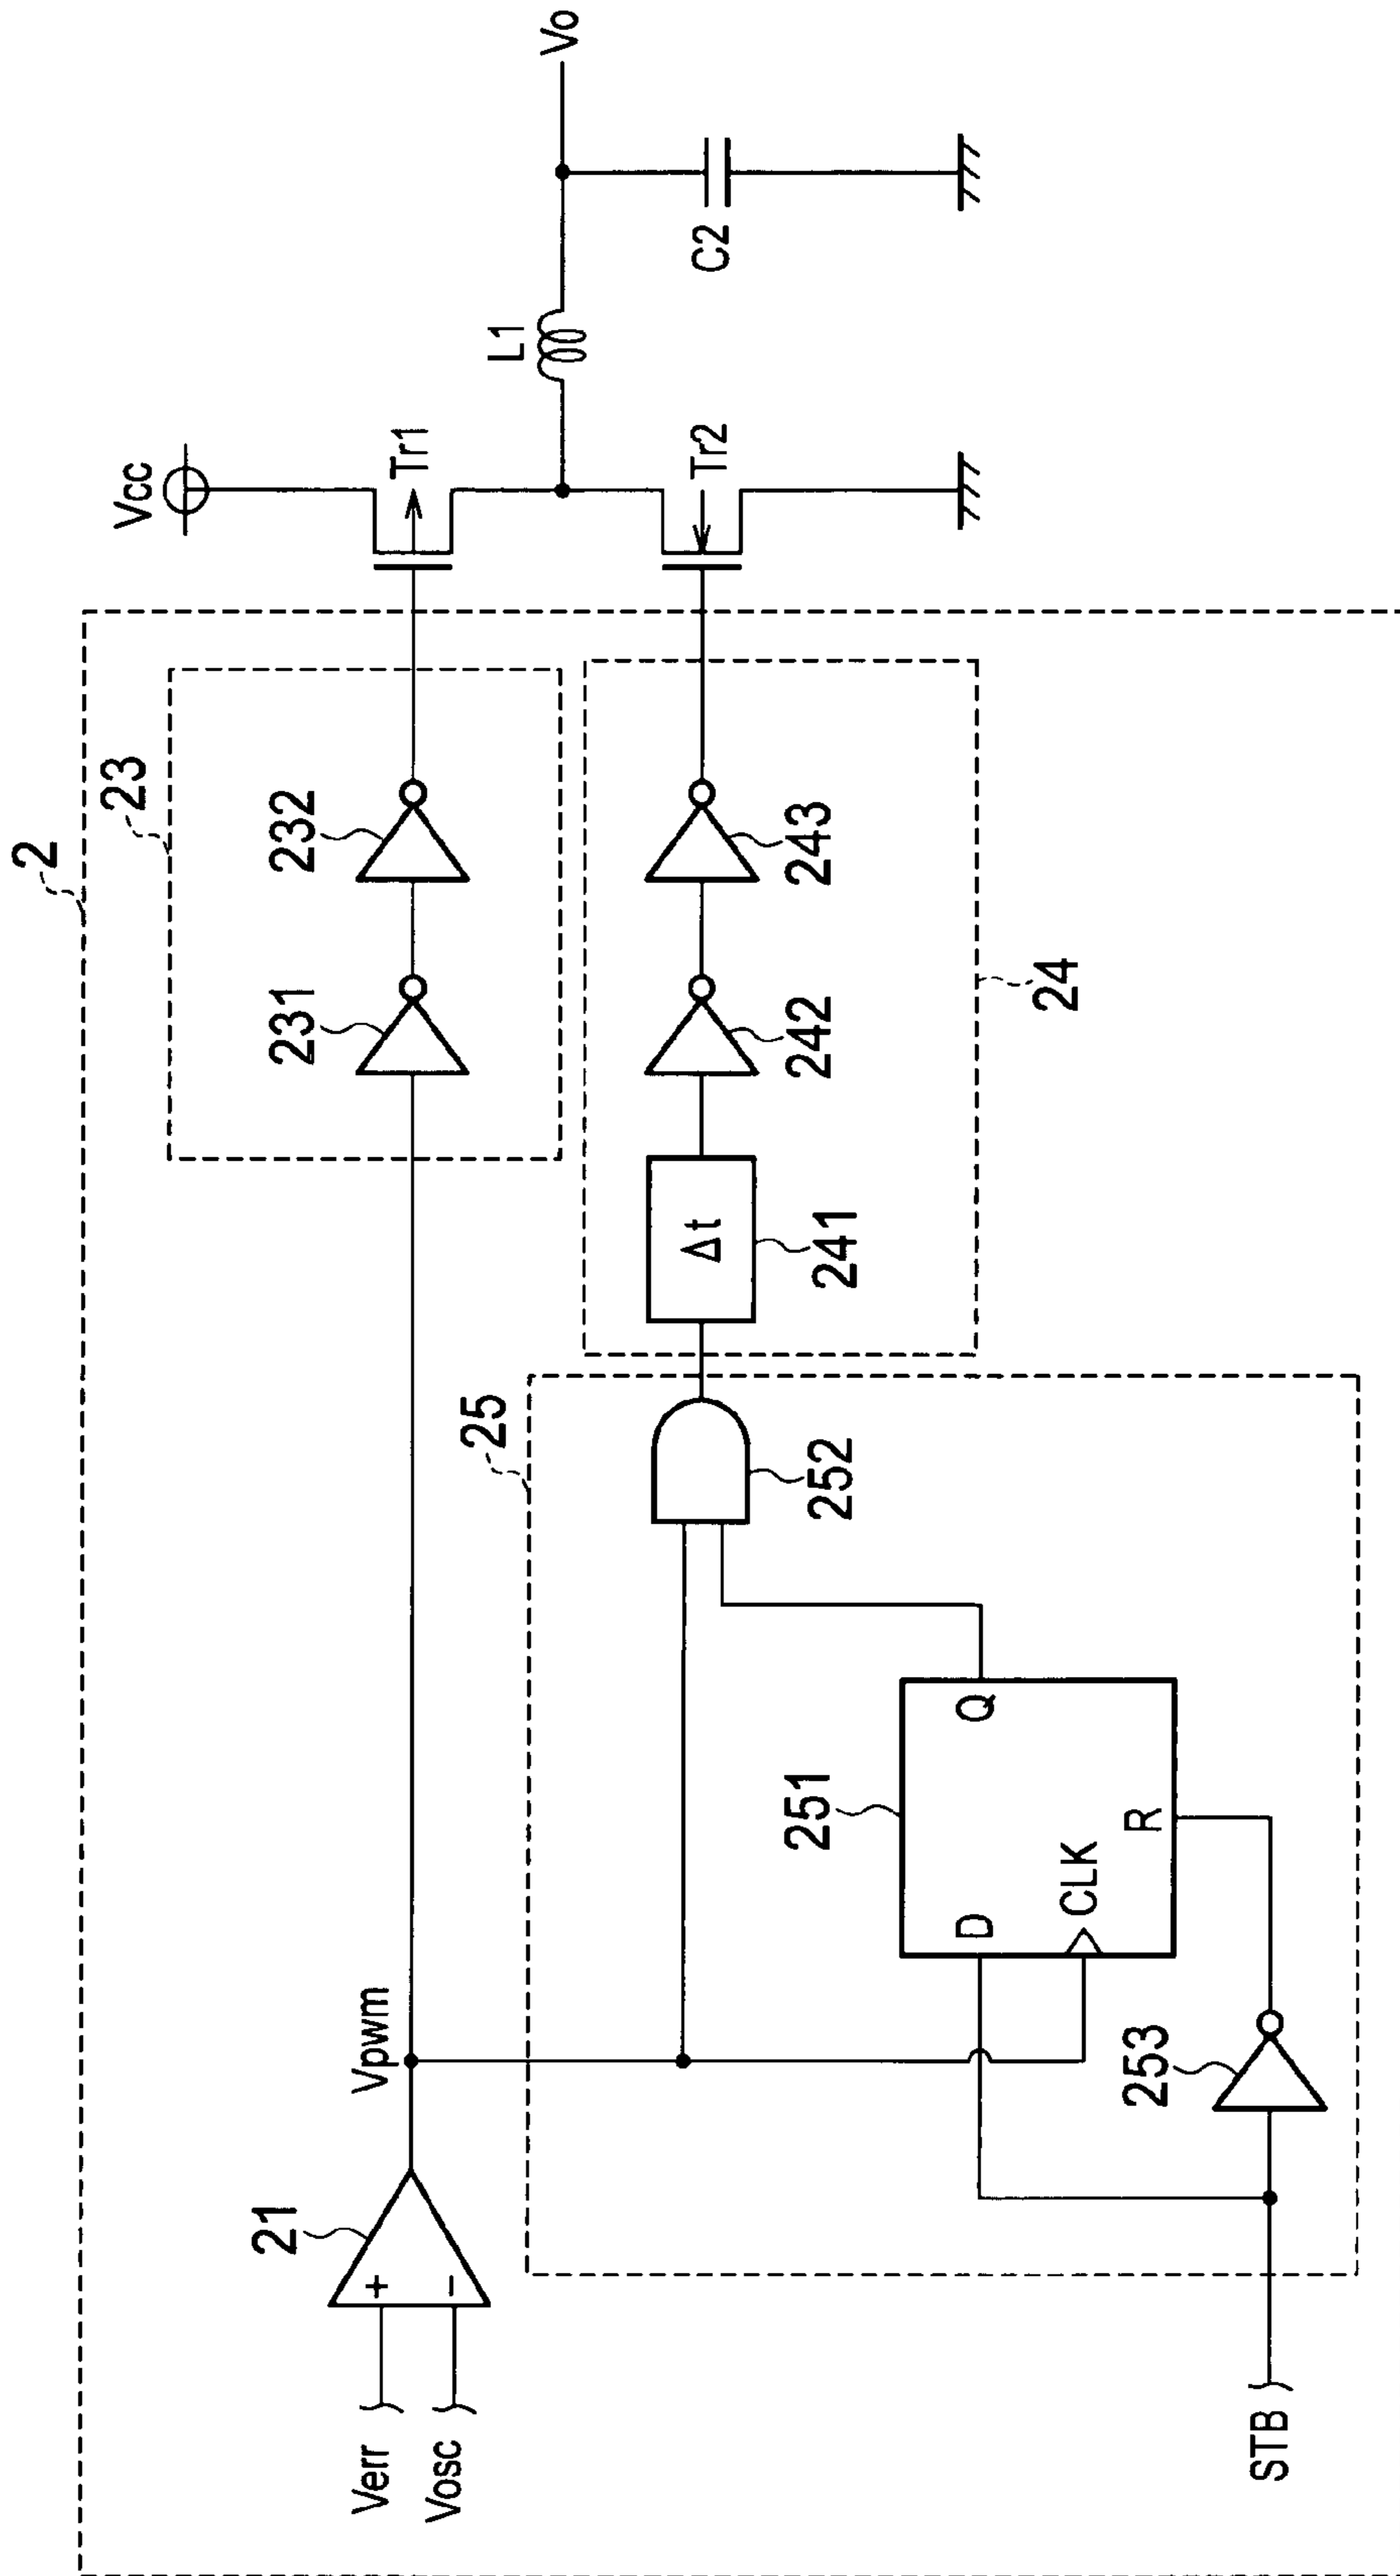 2
23
Vcc
Vo
231
232
Tr1
L1
C2
Tr2
21
+
−
Verr
Vosc
Vpwm
25
252
Δt
241
242
243
24
251
D
Q
CLK
R
253
STB